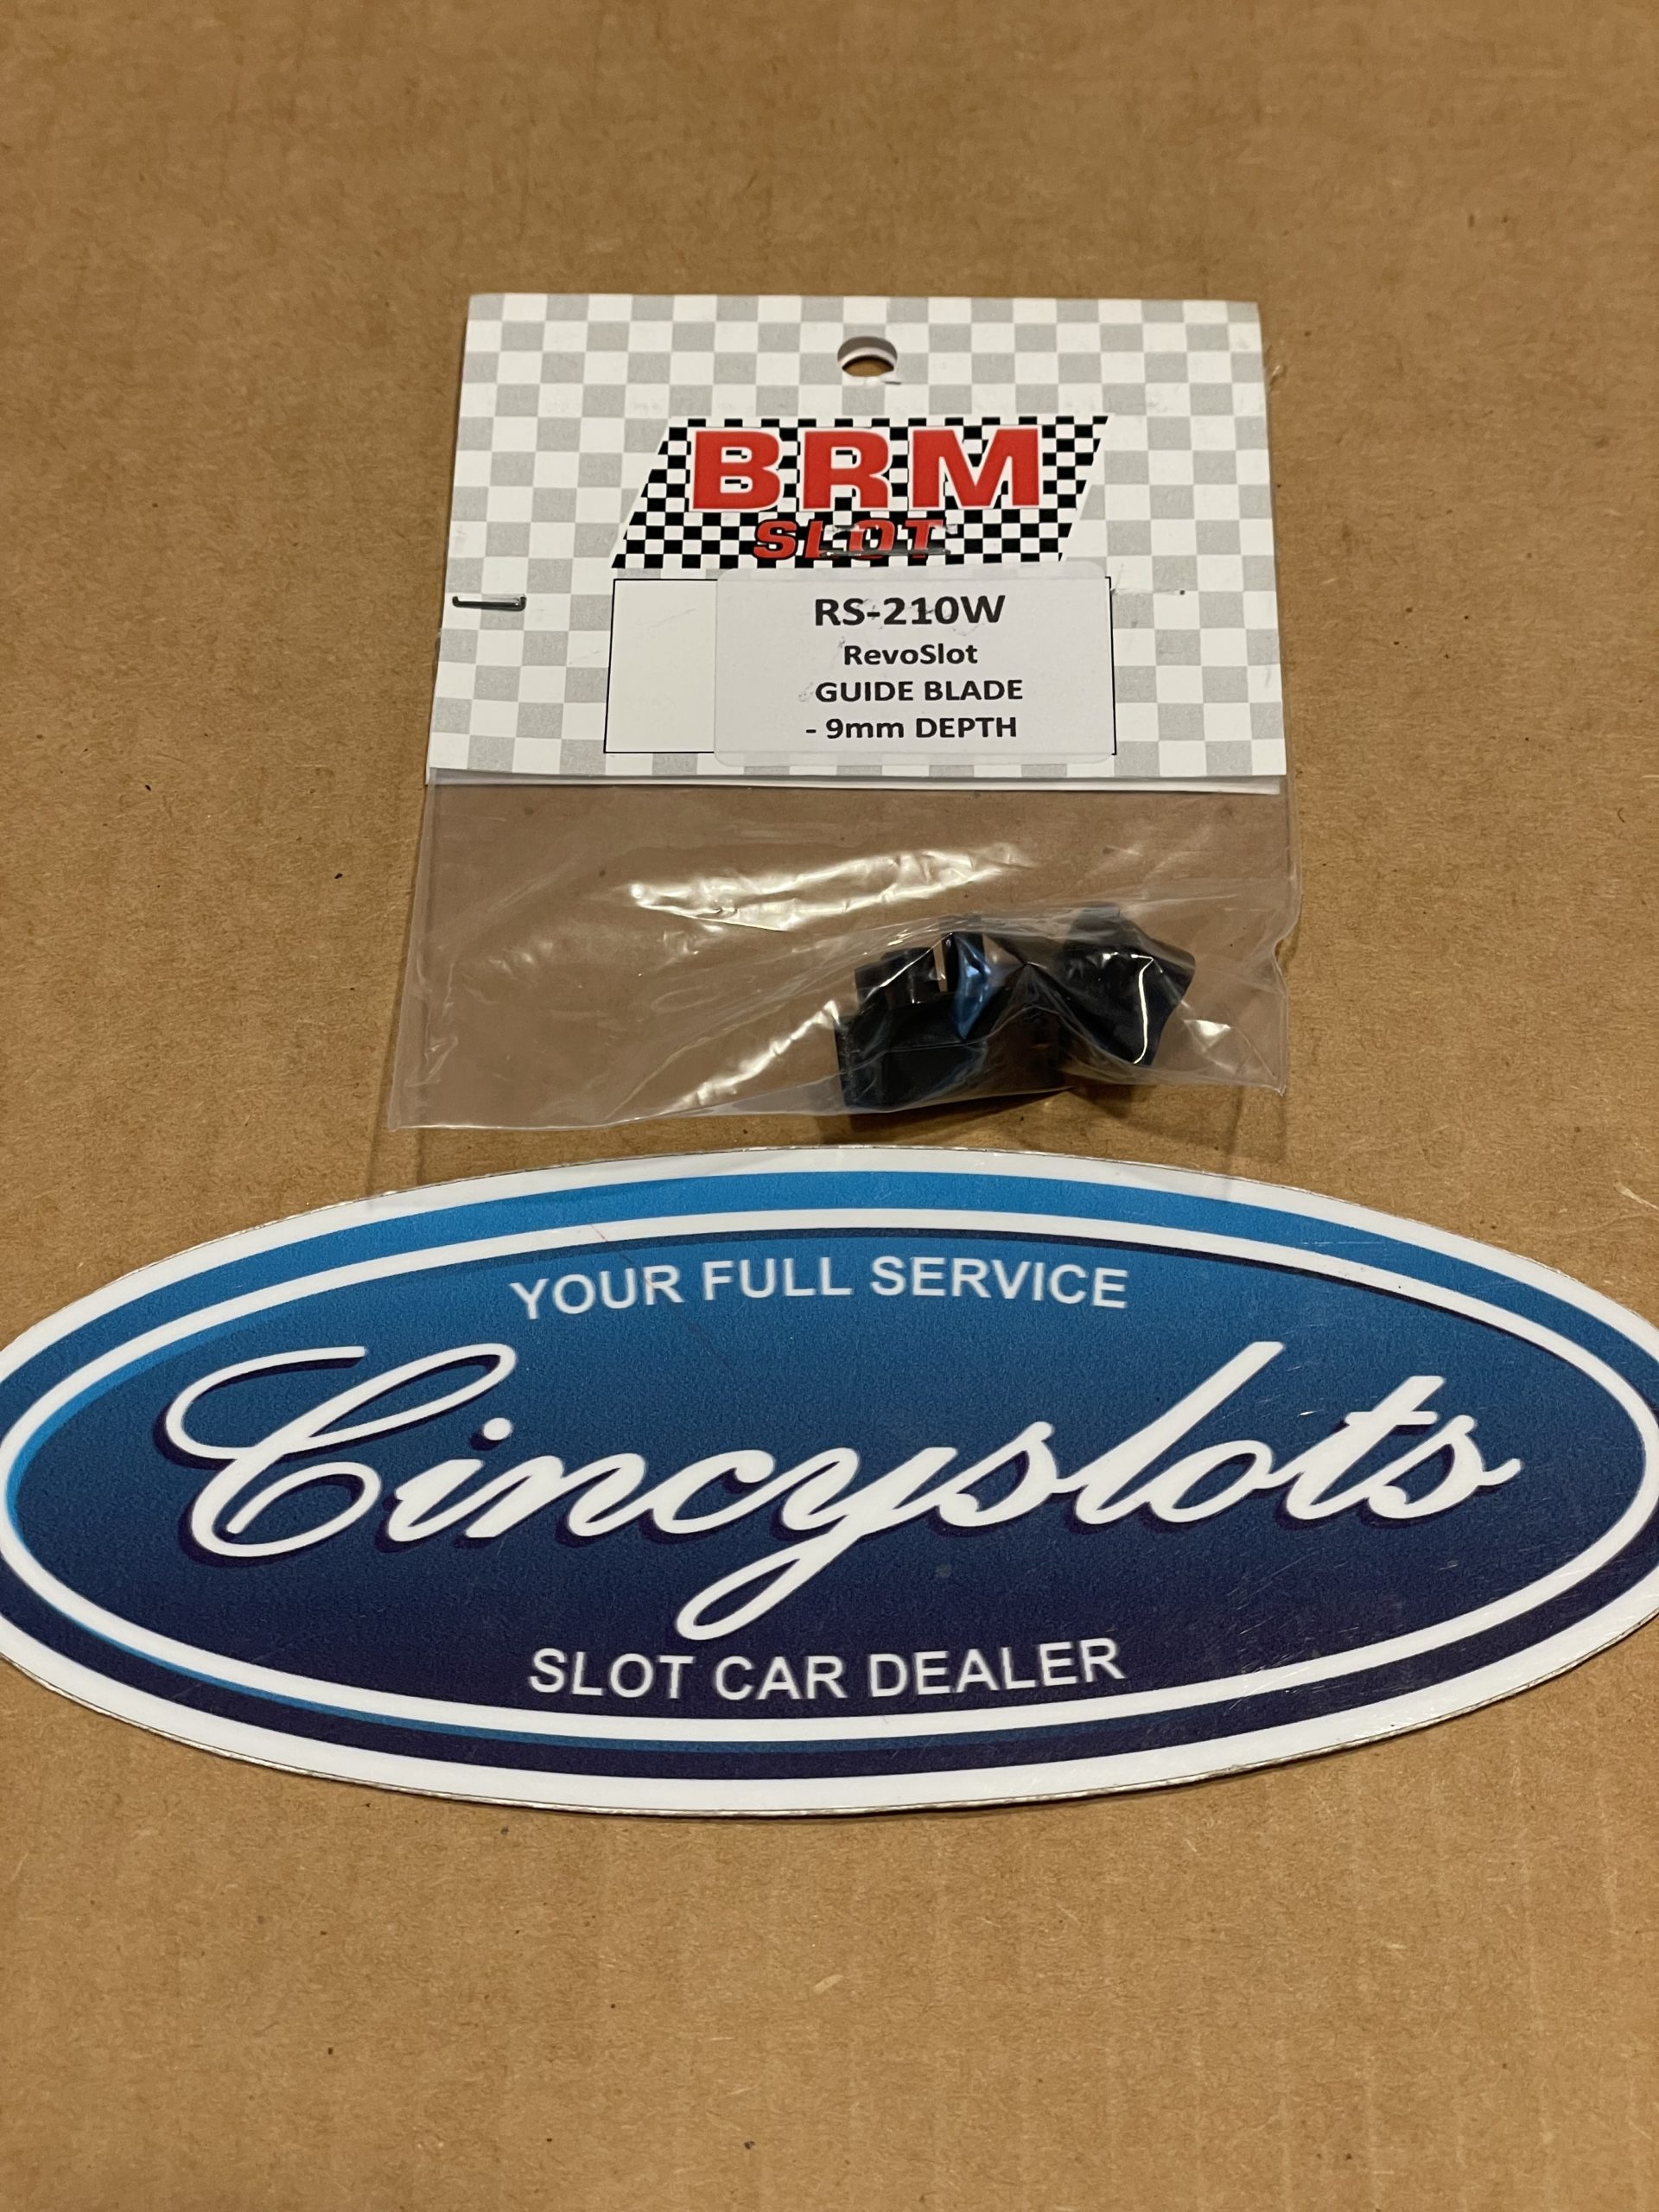 BRM
SLOT
RS-210W
RevoSlot
GUIDE BLADE
- 9mm DEPTH
YOUR FULL SERVICE
Cincyslots
SLOT CAR DEALER